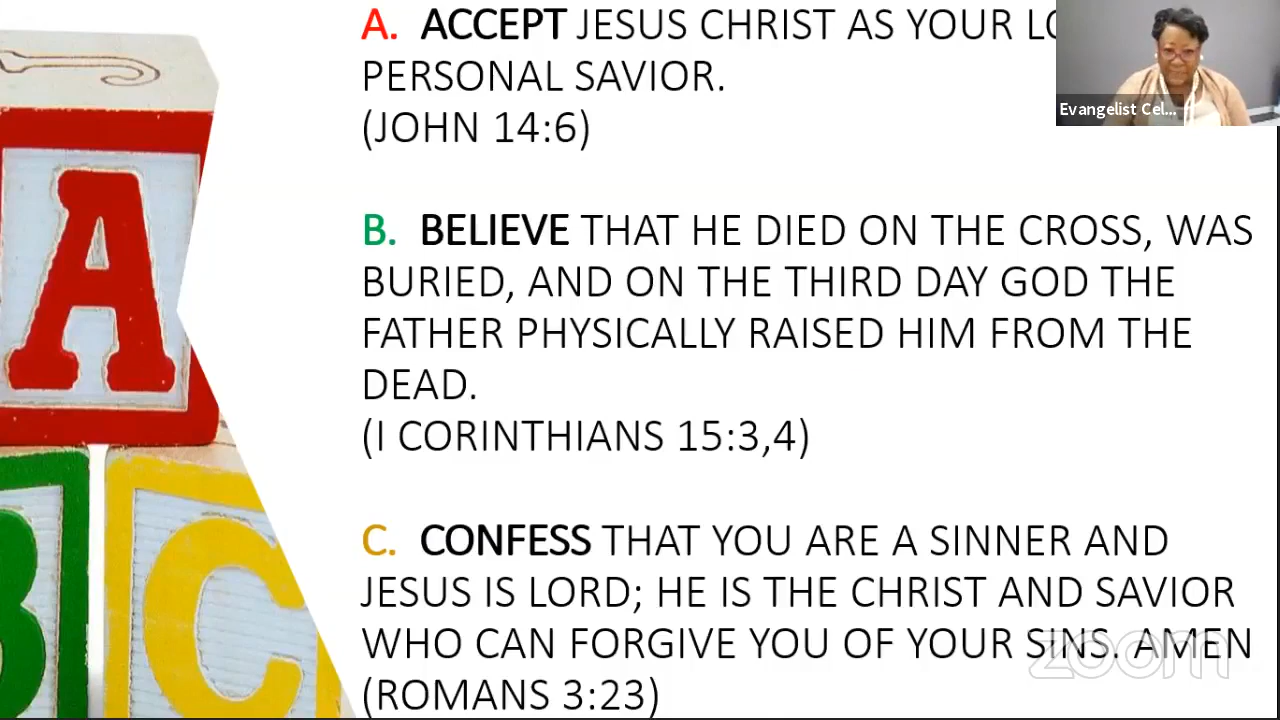 A. ACCEPT JESUS CHRIST AS YOUR
PERSONAL SAVIOR.
(JOHN 14:6)
B. BELIEVE THAT HE DIED ON THE CROSS, WAS
BURIED, AND ON THE THIRD DAY GOD THE
FATHER PHYSICALLY RAISED HIM FROM THE
DEAD.
(I CORINTHIANS 15:3,4)
C. CONFESS THAT YOU ARE A SINNER AND
JESUS IS LORD; HE IS THE CHRIST AND SAVIOR
WHO CAN FORGIVE YOU OF YOUR SINS. AMEN
(ROMANS 3:23)
Evangelist Cel...
zoom
A
B
C